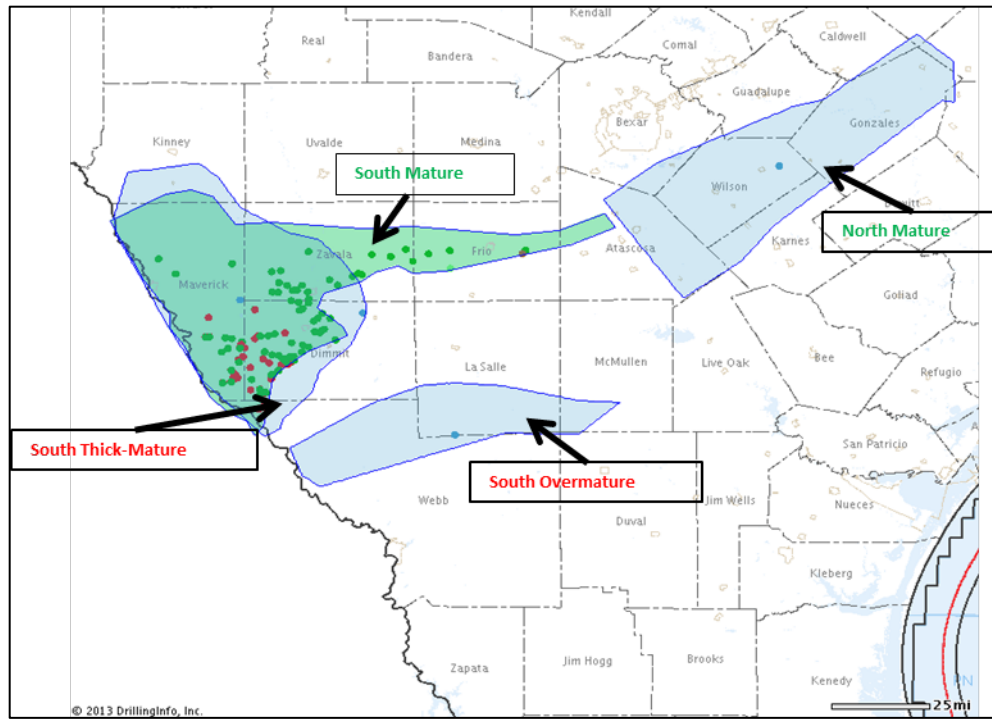 Kendall
Caldwell
Real
Comal
Bandera
Guadalupe
Bexar
Gonzales
Kinney
Uvalde
Medina
South Mature
Wilson
North Mature
Zavala
Frio
Atascosa
Karnes
Maverick
Goliad
Dimmit
La Salle
McMullen
Live Oak
Bee
Refugio
South Thick-Mature
San Patricio
South Overmature
Webb
Jim Wells
Nueces
Duval
Kleberg
Zapata
Jim Hogg
Brooks
Kenedy
PN
© 2013 DrillingInfo, Inc.
25mi